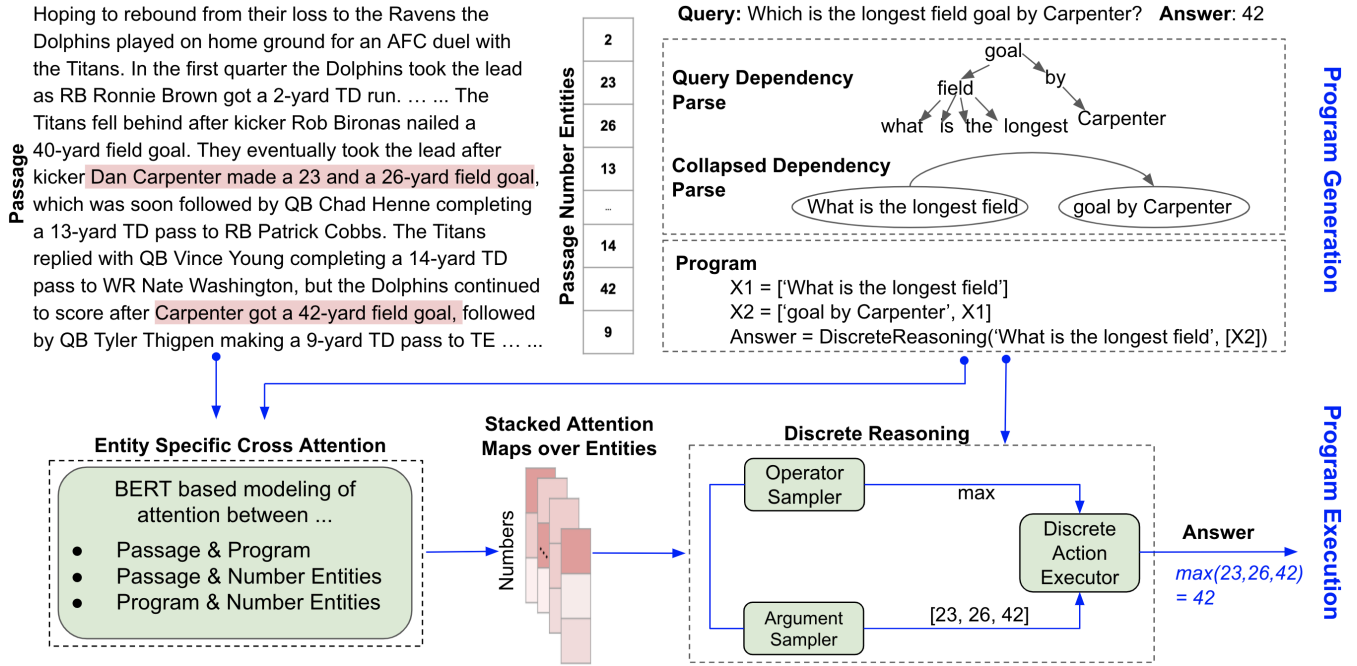 Passage
Hoping to rebound from their loss to the Ravens the
Dolphins played on home ground for an AFC duel with
the Titans. In the first quarter the Dolphins took the lead
as RB Ronnie Brown got a 2-yard TD run. … ... The
Titans fell behind after kicker Rob Bironas nailed a
40-yard field goal. They eventually took the lead after
kicker Dan Carpenter made a 23 and a 26-yard field goal,
which was soon followed by QB Chad Henne completing
a 13-yard TD pass to RB Patrick Cobbs. The Titans
replied with QB Vince Young completing a 14-yard TD
pass to WR Nate Washington, but the Dolphins continued
to score after Carpenter got a 42-yard field goal, followed
by QB Tyler Thigpen making a 9-yard TD pass to TE … ...
Passage Number Entities
2
23
26
13
...
14
42
9
Query: Which is the longest field goal by Carpenter? Answer: 42
Query Dependency
Parse
goal
field
by
what is the longest
Carpenter
Collapsed Dependency
Parse
What is the longest field
goal by Carpenter
Program
X1 = [‘What is the longest field’]
X2 = [‘goal by Carpenter’, X1]
Answer = DiscreteReasoning(‘What is the longest field’, [X2])
Program Generation
Entity Specific Cross Attention
BERT based modeling of
attention between ...
● Passage & Program
● Passage & Number Entities
● Program & Number Entities
Stacked Attention
Maps over Entities
Numbers
Discrete Reasoning
Operator
Sampler
max
Argument
Sampler
[23, 26, 42]
Discrete
Action
Executor
Answer
max(23,26,42)
= 42
Program Execution